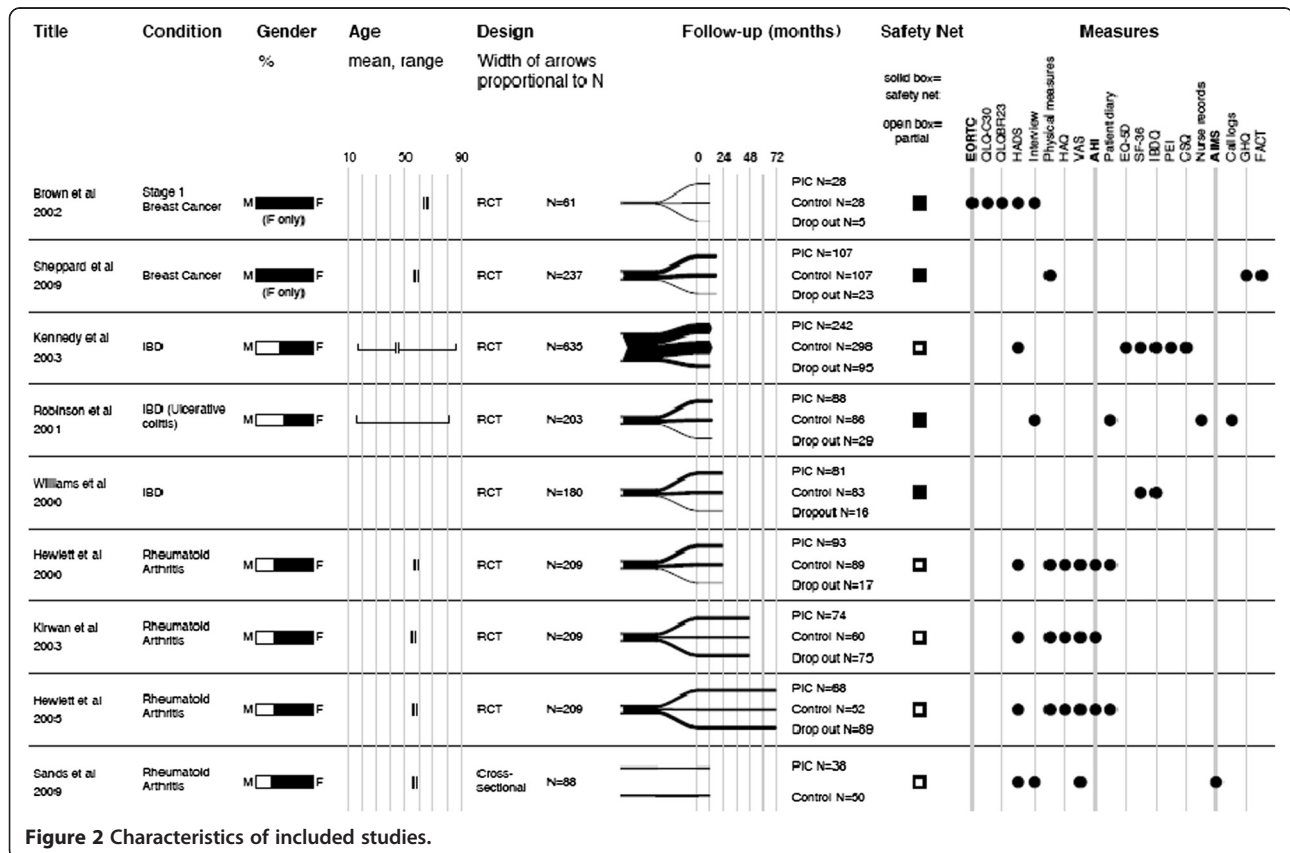 Title Condition Gender Age Design Follow-up (months) Safety Net Measures
% mean, range Width of arrows
proportional to N
solid box=
safety net
open box=
partial
EORTC
QLQ-C30
QLQBR23
HADS
Interview
Physical measures
HAQ
VAS
AHI
Patient diary
EQ-5D
SF-36
IBDQ
PEI
CSQ
Nurse records
AIMS
Call logs
GHQ
FACT
10 50 90 0 24 48 72
Brown et al
2002
Stage 1
Breast Cancer
M F
(F only)
RCT N=61
PIC N=28
Control N=28
Drop out N=5
Sheppard et al
2009
Breast Cancer
M F
(F only)
RCT N=237
PIC N=107
Control N=107
Drop out N=23
Kennedy et al
2003
IBD
M F
RCT N=635
PIC N=242
Control N=298
Drop out N=95
Robinson et al
2001
IBD (Ulcerative
colitis)
M F
RCT N=203
PIC N=88
Control N=86
Drop out N=29
Williams et al
2000
IBD
RCT N=180
PIC N=81
Control N=83
Dropout N=16
Hewlett et al
2000
Rheumatoid
Arthritis
M F
RCT N=209
PIC N=93
Control N=89
Drop out N=17
Kirwan et al
2003
Rheumatoid
Arthritis
M F
RCT N=209
PIC N=74
Control N=60
Drop out N=75
Hewlett et al
2005
Rheumatoid
Arthritis
M F
RCT N=209
PIC N=68
Control N=52
Drop out N=89
Sands et al
2009
Rheumatoid
Arthritis
M F
Cross-
sectional
N=88
PIC N=38
Control N=50
Figure 2 Characteristics of included studies.